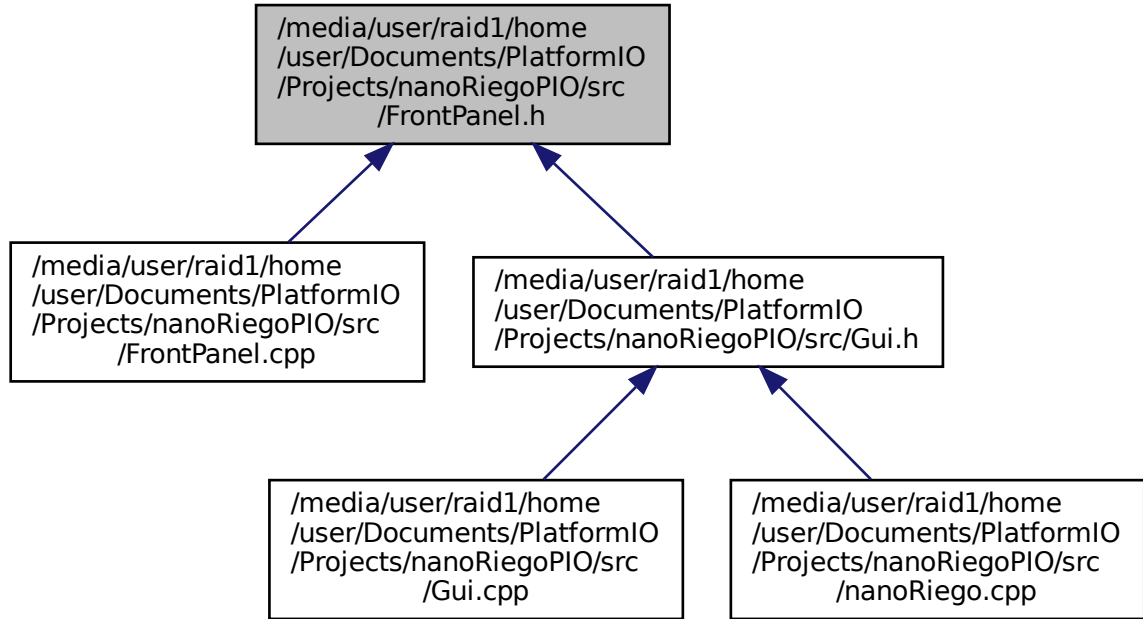 /media/user/raid1/home
/user/Documents/PlatformIO
/Projects/nanoRiegoPIO/src
/FrontPanel.h
/media/user/raid1/home
/user/Documents/PlatformIO
/Projects/nanoRiegoPIO/src
/FrontPanel.cpp
/media/user/raid1/home
/user/Documents/PlatformIO
/Projects/nanoRiegoPIO/src/Gui.h
/media/user/raid1/home
/user/Documents/PlatformIO
/Projects/nanoRiegoPIO/src
/Gui.cpp
/media/user/raid1/home
/user/Documents/PlatformIO
/Projects/nanoRiegoPIO/src
/nanoRiego.cpp